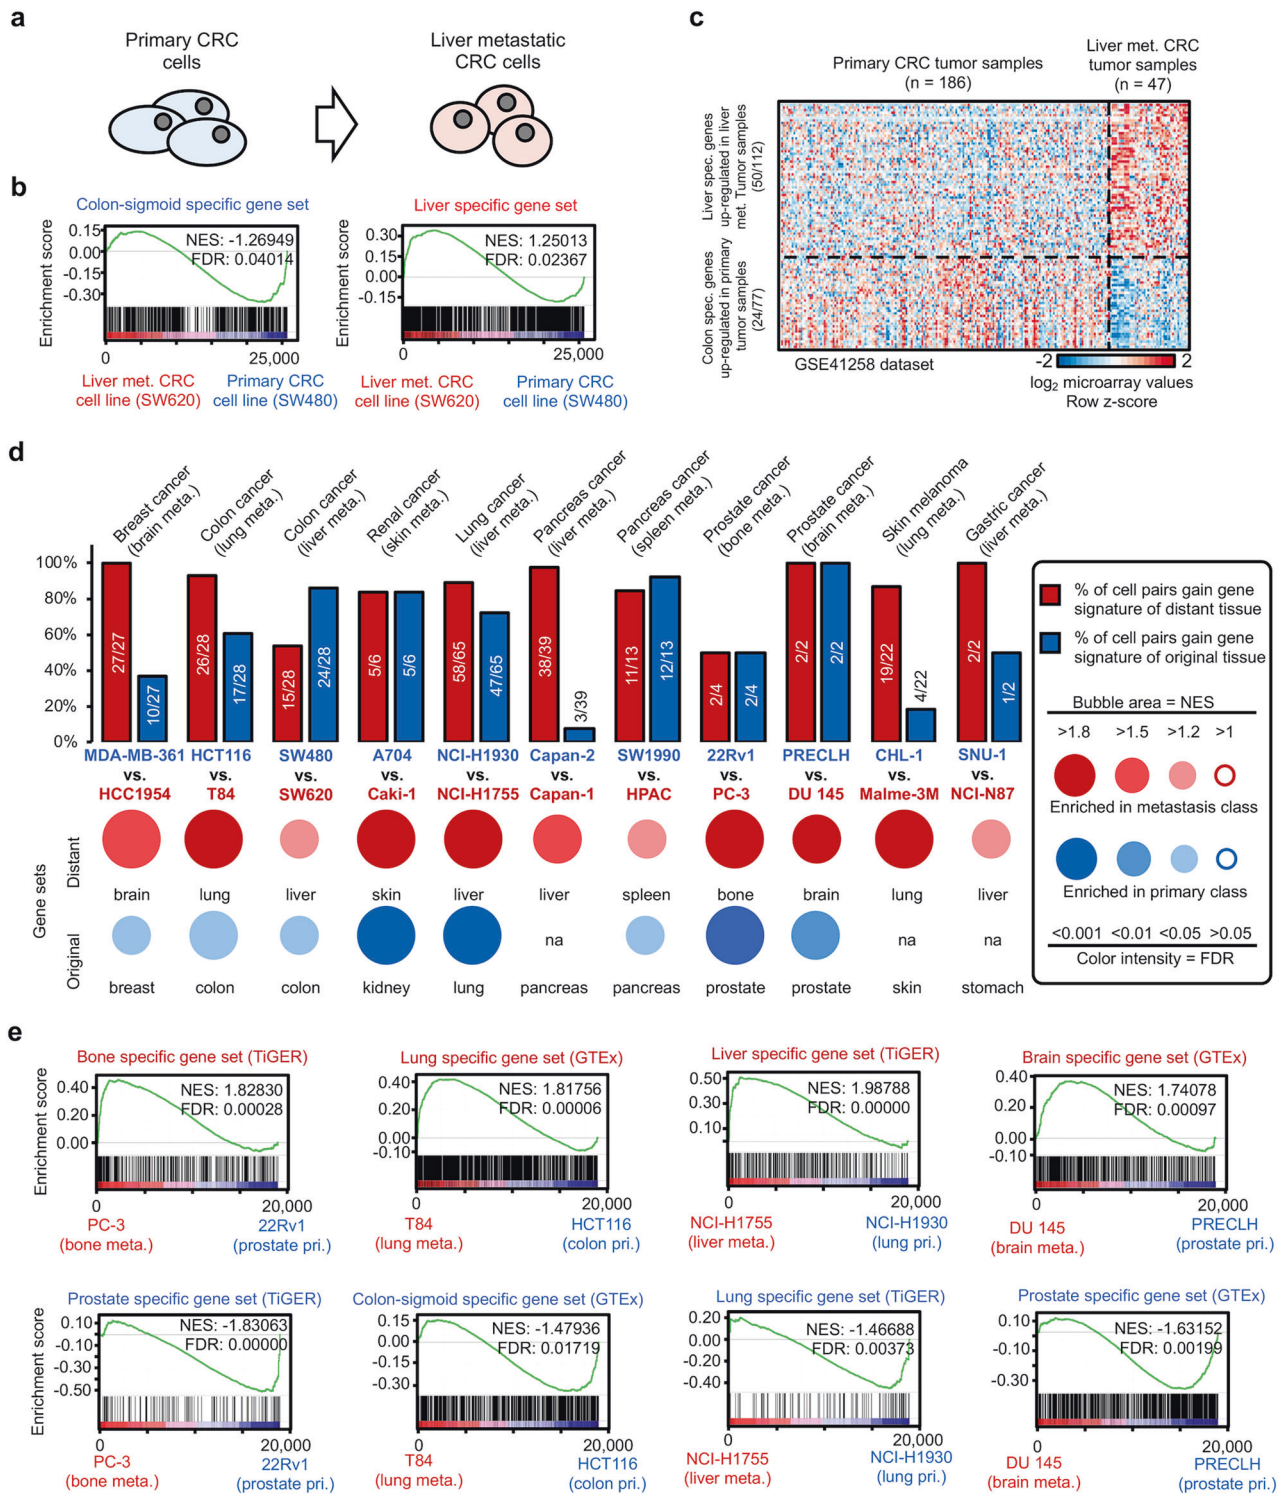 a
Primary CRC
cells
Liver metastatic
CRC cells
b
Colon-sigmoid specific gene set
Enrichment score
0.15
0.00
-0.15
-0.30
NES: -1.26949
FDR: 0.04014
0
25,000
Liver met. CRC
cell line (SW620)
Primary CRC
cell line (SW480)
Liver specific gene set
Enrichment score
0.30
0.15
0.00
-0.15
NES: 1.25013
FDR: 0.02367
0
25,000
Liver met. CRC
cell line (SW620)
Primary CRC
cell line (SW480)
c
Primary CRC tumor samples
(n = 186)
Liver met. CRC
tumor samples
(n = 47)
Liver spec. genes
up-regulated in liver
met. Tumor samples
(50/112)
Colon spec. genes
up-regulated in primary
tumor samples
(24/77)
GSE41258 dataset
-2
2
log2 microarray values
Row z-score
d
Breast cancer
(brain meta.)
Colon cancer
(lung meta.)
Colon cancer
(liver meta.)
Renal cancer
(skin meta.)
Lung cancer
(liver meta.)
Pancreas cancer
(liver meta.)
Pancreas cancer
(spleen meta.)
Prostate cancer
(bone meta.)
Prostate cancer
(brain meta.)
Skin melanoma
(lung meta.)
Gastric cancer
(liver meta.)
100%
80%
60%
40%
20%
0%
27/27
10/27
26/28
17/28
15/28
24/28
5/6
5/6
58/65
47/65
38/39
3/39
11/13
12/13
2/4
2/4
2/2
2/2
19/22
4/22
2/2
1/2
MDA-MB-361
vs.
HCC1954
HCT116
vs.
T84
SW480
vs.
SW620
A704
vs.
Caki-1
NCI-H1930
vs.
NCI-H1755
Capan-2
vs.
Capan-1
SW1990
vs.
HPAC
22Rv1
vs.
PC-3
PRECLH
vs.
DU 145
CHL-1
vs.
Malme-3M
SNU-1
vs.
NCI-N87
Gene sets
Distant
brain
lung
liver
skin
liver
liver
spleen
bone
brain
lung
liver
Original
na
na
na
breast
colon
colon
kidney
lung
pancreas
pancreas
prostate
prostate
skin
stomach
% of cell pairs gain gene
signature of distant tissue
% of cell pairs gain gene
signature of original tissue
Bubble area = NES
>1.8 >1.5 >1.2 >1
Enriched in metastasis class
Enriched in primary class
<0.001 <0.01 <0.05 >0.05
Color intensity = FDR
e
Bone specific gene set (TiGER)
Enrichment score
0.40
0.20
0.00
NES: 1.82830
FDR: 0.00028
0
20,000
PC-3
(bone meta.)
22Rv1
(prostate pri.)
Lung specific gene set (GTEx)
0.40
0.20
0.00
-0.10
NES: 1.81756
FDR: 0.00006
0
20,000
T84
(lung meta.)
HCT116
(colon pri.)
Liver specific gene set (TiGER)
0.50
0.30
0.10
NES: 1.98788
FDR: 0.00000
0
20,000
NCI-H1755
(liver meta.)
NCI-H1930
(lung pri.)
Brain specific gene set (GTEx)
0.40
0.20
0.00
-0.10
NES: 1.74078
FDR: 0.00097
0
20,000
DU 145
(brain meta.)
PRECLH
(prostate pri.)
Prostate specific gene set (TiGER)
Enrichment score
0.10
-0.10
-0.30
-0.50
NES: -1.83063
FDR: 0.00000
0
20,000
PC-3
(bone meta.)
22Rv1
(prostate pri.)
Colon-sigmoid specific gene set (GTEx)
0.15
0.00
-0.15
-0.30
NES: -1.47936
FDR: 0.01719
0
20,000
T84
(lung meta.)
HCT116
(colon pri.)
Lung specific gene set (TiGER)
0.20
0.00
-0.20
-0.40
NES: -1.46688
FDR: 0.00373
0
20,000
NCI-H1755
(liver meta.)
NCI-H1930
(lung pri.)
Prostate specific gene set (GTEx)
0.10
-0.10
-0.30
NES: -1.63152
FDR: 0.00199
0
20,000
DU 145
(brain meta.)
PRECLH
(prostate pri.)